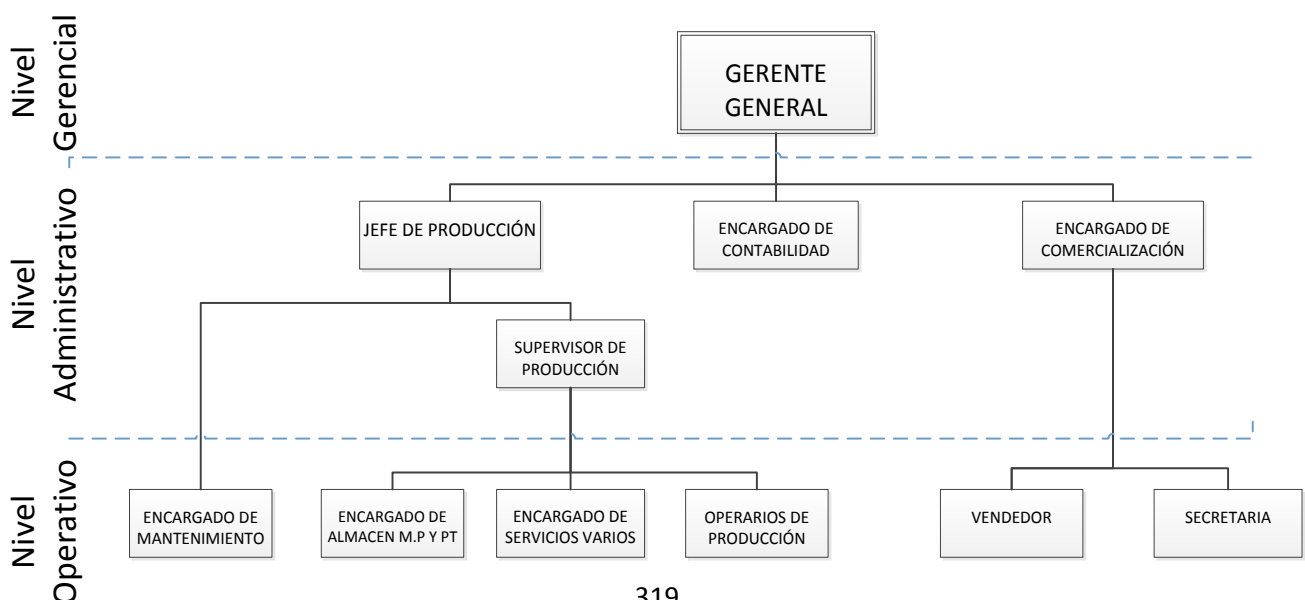 Nivel
Gerencial
GERENTE
GENERAL
Nivel
Administrativo
JEFE DE PRODUCCIÓN
ENCARGADO DE
CONTABILIDAD
ENCARGADO DE
COMERCIALIZACIÓN
SUPERVISOR DE
PRODUCCIÓN
Nivel
Operativo
ENCARGADO DE
MANTENIMIENTO
ENCARGADO DE
ALMACEN M.P Y PT
ENCARGADO DE
SERVICIOS VARIOS
OPERARIOS DE
PRODUCCIÓN
VENDEDOR
SECRETARIA
319